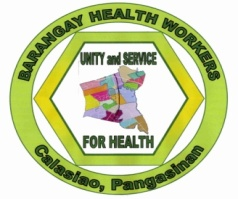 BARANGAY HEALTH WORKERS
UNITY and SERVICE
FOR HEALTH
Calasiao, Pangasinan